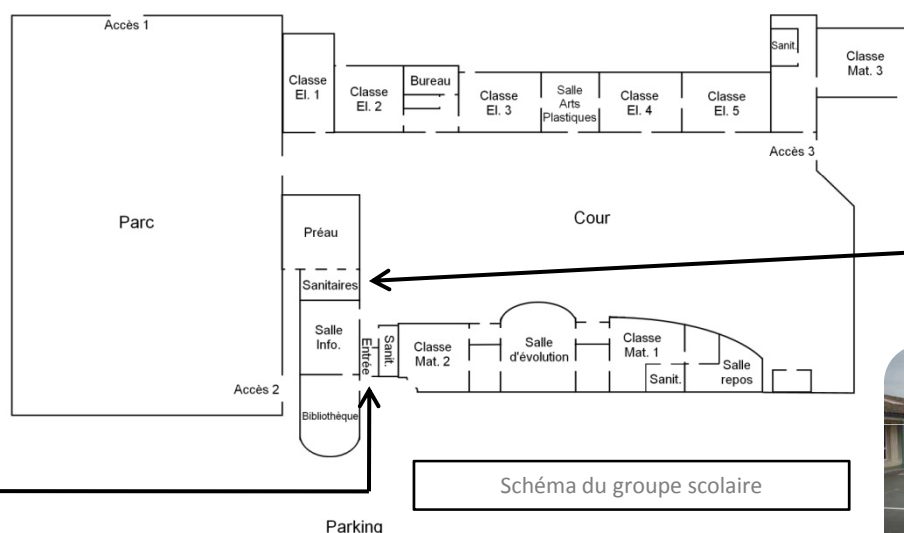 Accès 1
Sanit.
Classe
Mat. 3
Classe
El. 1
Classe
El. 2
Bureau
Classe
El. 3
Salle
Arts
Plastiques
Classe
El. 4
Classe
El. 5
Accès 3
Parc
Préau
Cour
Sanitaires
Salle
Info.
Entrée
Sanit.
Classe
Mat. 2
Salle
d'évolution
Classe
Mat. 1
Sanit.
Salle
repos
Accès 2
Bibliothèque
Schéma du groupe scolaire
Parking